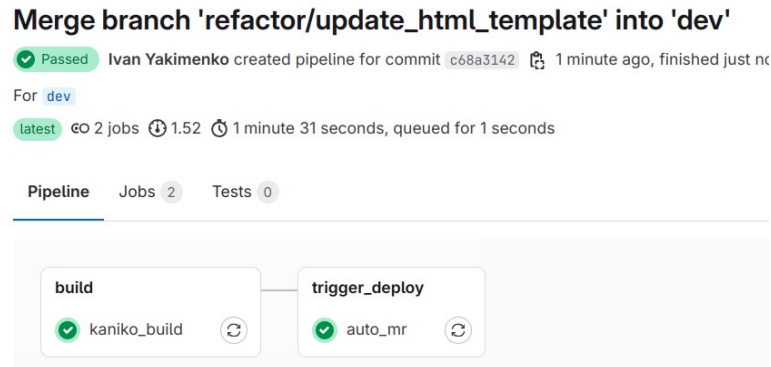 Merge branch 'refactor/update_html_template' into 'dev'
Passed Ivan Yakimenko created pipeline for commit c68a3142 1 minute ago, finished just
For dev
latest 2 jobs 1.52 1 minute 31 seconds, queued for 1 seconds
Pipeline Jobs 2 Tests 0
build trigger_deploy
kaniko_build auto_mr